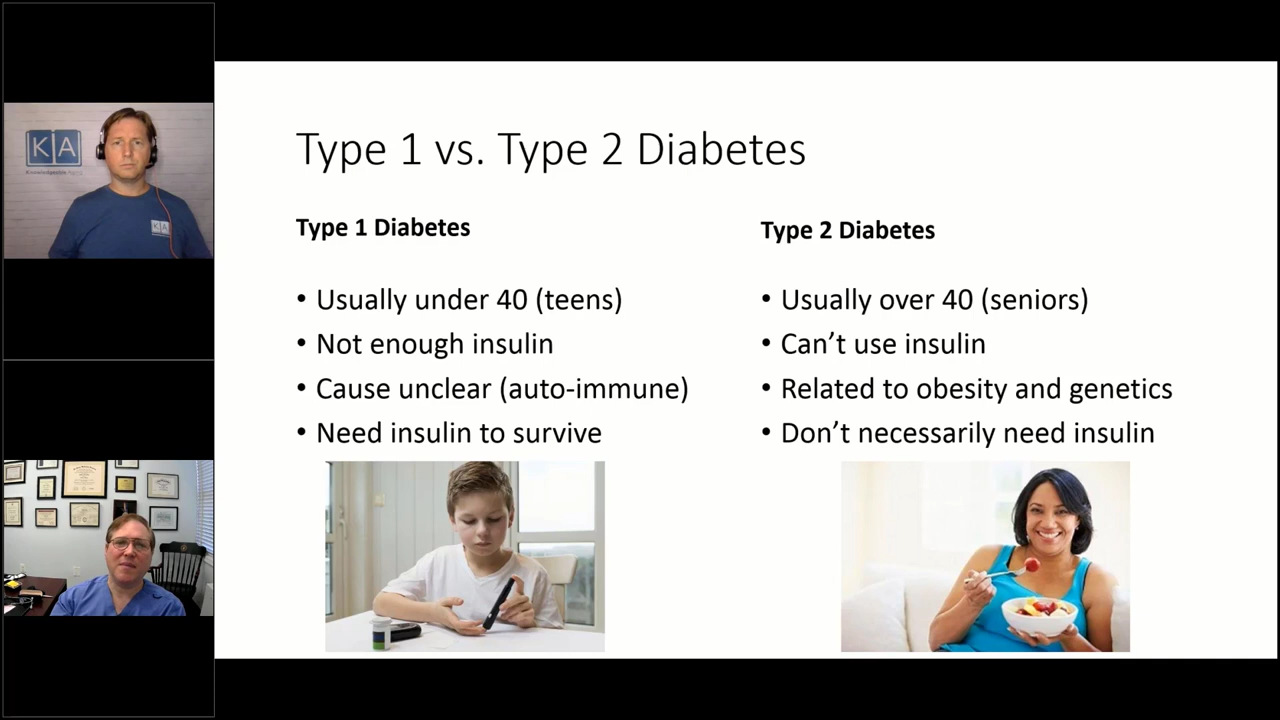 KiA
Type 1 vs. Type 2 Diabetes
Type 1 Diabetes
• Usually under 40 (teens)
• Not enough insulin
• Cause unclear (auto-immune)
• Need insulin to survive
Type 2 Diabetes
• Usually over 40 (seniors)
• Can’t use insulin
• Related to obesity and genetics
• Don’t necessarily need insulin